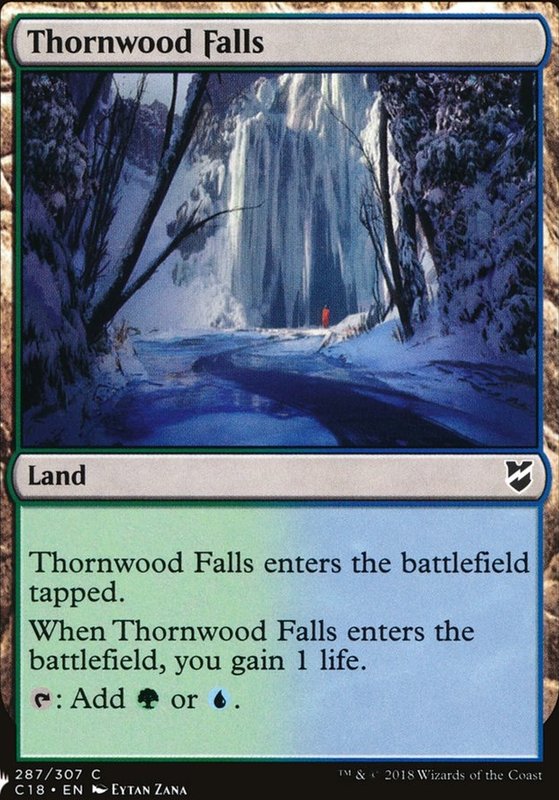 Thornwood Falls
Land
Thornwood Falls enters the battlefield
tapped.
When Thornwood Falls enters the
battlefield, you gain 1 life.
: Add or .
287/307 C
C18 • EN Eytan Zana
™ & © 2018 Wizards of the Coast